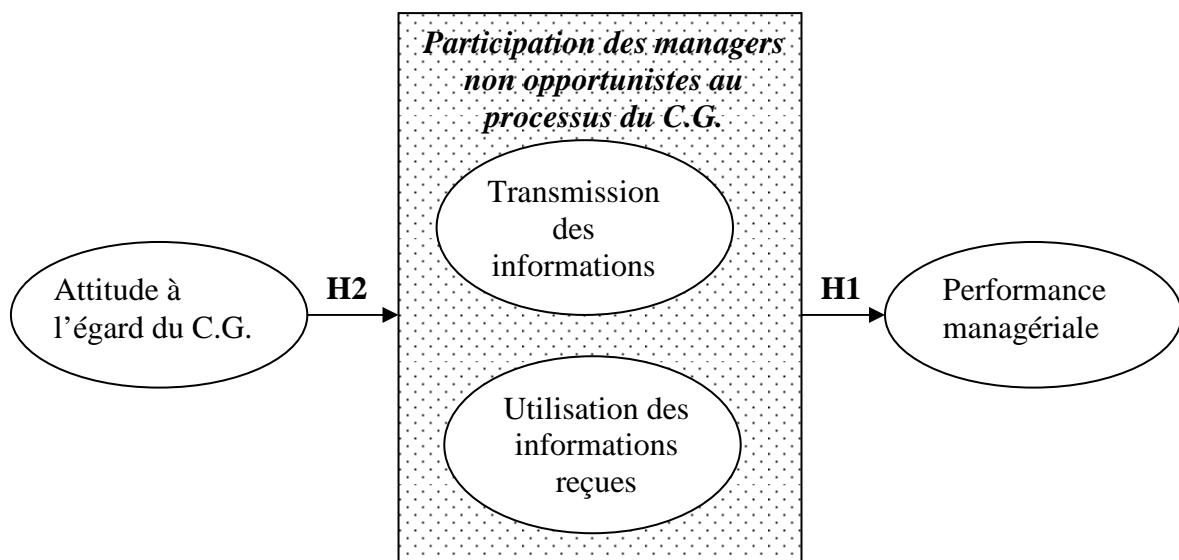 Participation des managers
non opportunistes au
processus du C.G.
Transmission
des
informations
Attitude à
l’égard du C.G.
H2
H1
Performance
managériale
Utilisation des
informations
reçues